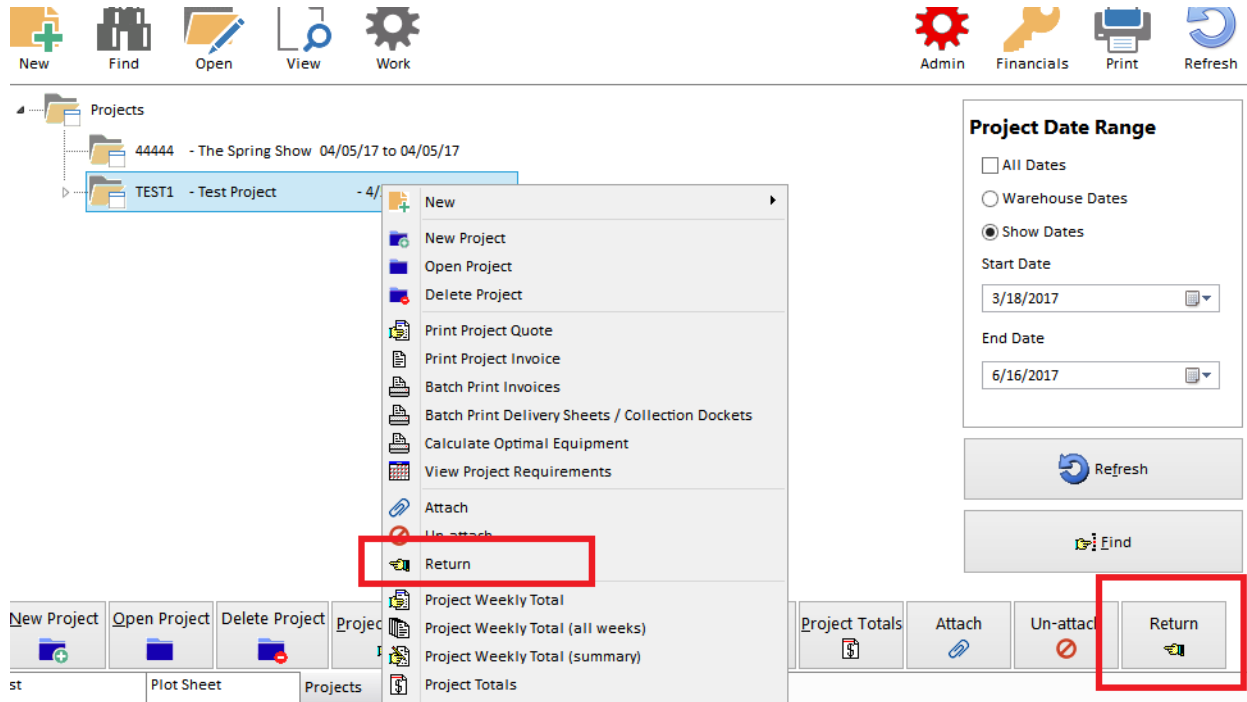 New
Find
Open
View
Work
Admin
Financials
Print
Refresh
Projects
44444 - The Spring Show 04/05/17 to 04/05/17
TEST1 - Test Project - 4/
New
New Project
Open Project
Delete Project
Print Project Quote
Print Project Invoice
Batch Print Invoices
Batch Print Delivery Sheets / Collection Dockets
Calculate Optimal Equipment
View Project Requirements
Attach
Un-attach
Return
Project Weekly Total
Project Weekly Total (all weeks)
Project Weekly Total (summary)
Project Totals
Project Date Range
All Dates
Warehouse Dates
Show Dates
Start Date
3/18/2017
End Date
6/16/2017
Refresh
Find
New Project
Open Project
Delete Project
Projec
Project Totals
Attach
Un-attach
Return
st
Plot Sheet
Projects